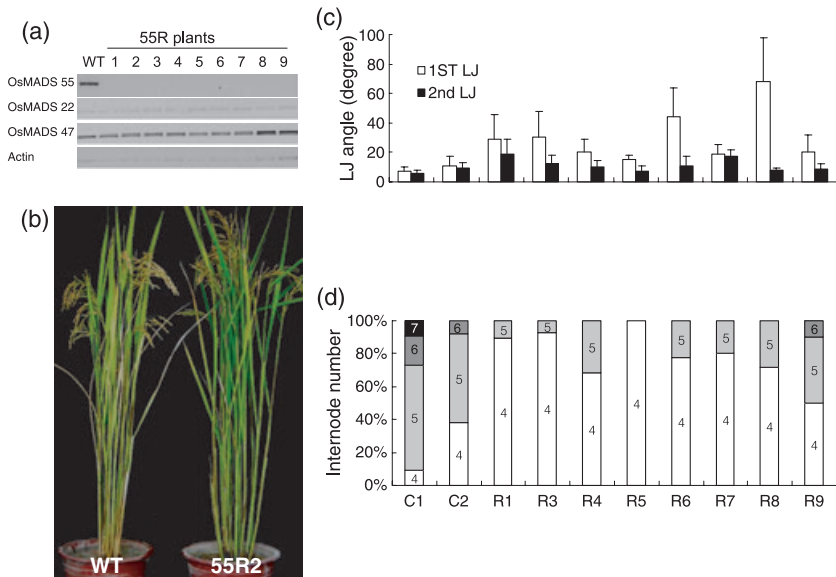 (a)
55R plants
WT 1 2 3 4 5 6 7 8 9
OsMADS 55
OsMADS 22
OsMADS 47
Actin
(b)
WT 55R2
(c)
LJ angle (degree)
100
80
60
40
20
0
1ST LJ
2nd LJ
(d)
Internode number
100%
80%
60%
40%
20%
0%
7
6
5
4
6
5
4
5
4
5
4
5
4
4
5
4
5
4
5
4
6
5
4
C1 C2 R1 R3 R4 R5 R6 R7 R8 R9